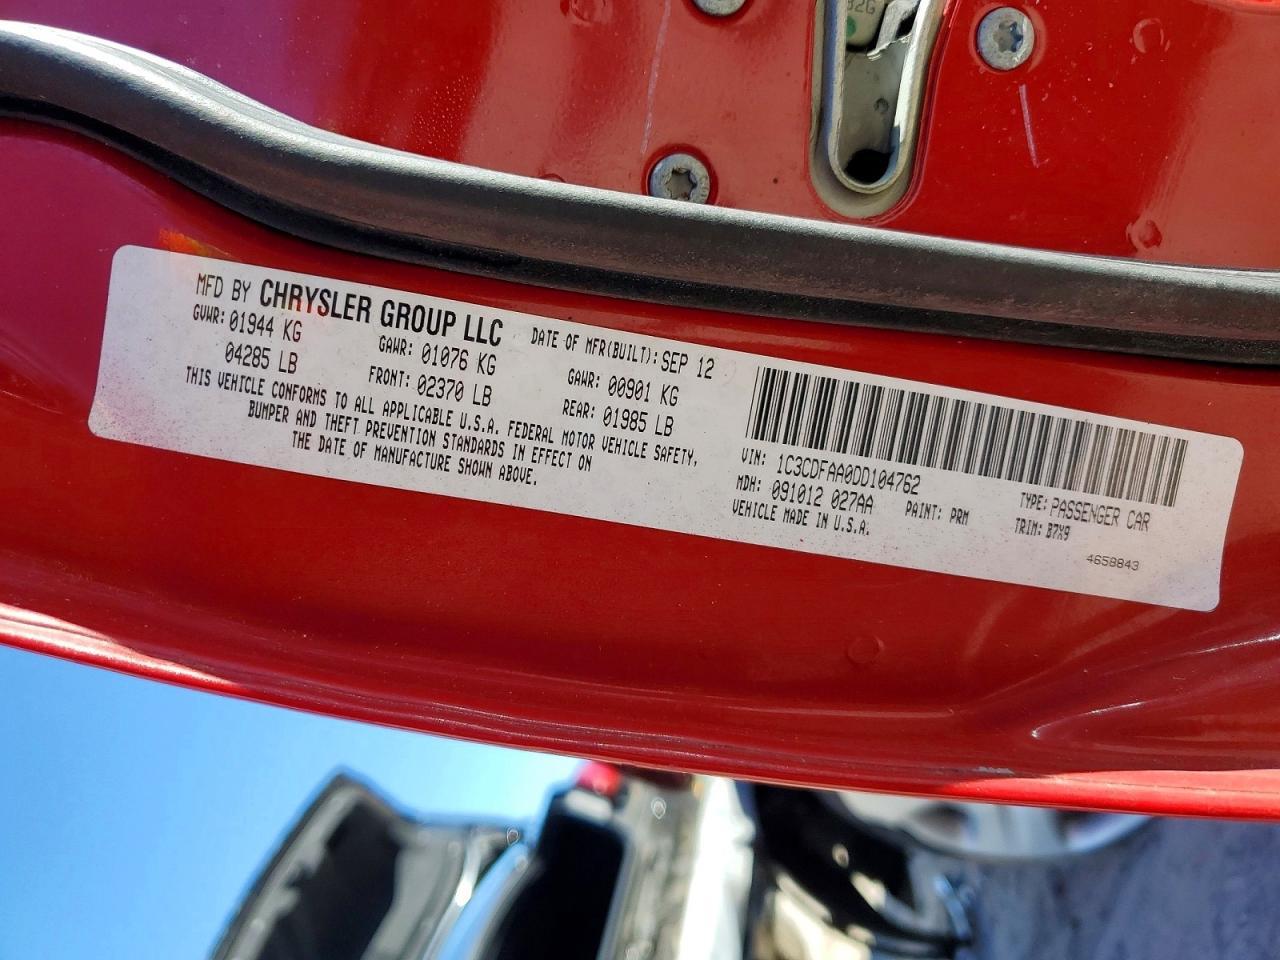 82G
MFD BY CHRYSLER GROUP LLC DATE OF MFR(BUILT): SEP 12
GVWR: 01944 KG GAWR: 01076 KG GAWR: 00901 KG
04285 LB FRONT: 02370 LB REAR: 01985 LB
THIS VEHICLE CONFORMS TO ALL APPLICABLE U.S.A. FEDERAL MOTOR VEHICLE SAFETY,
BUMPER AND THEFT PREVENTION STANDARDS IN EFFECT ON
THE DATE OF MANUFACTURE SHOWN ABOVE.
VIN: 1C3CDFAA0DD104762 TYPE: PASSENGER CAR
MDH: 091012 027AA PAINT: PRM TRIM: B7X9
VEHICLE MADE IN U.S.A. 4658843